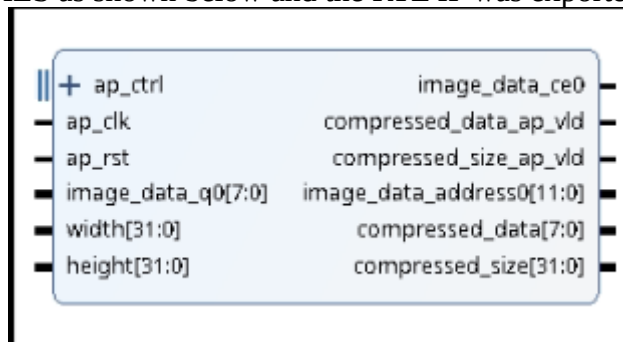 ap_ctrl image_data_ce0
ap_clk compressed_data_ap_vld
ap_rst compressed_size_ap_vld
image_data_q0[7:0] image_data_address0[11:0]
width[31:0] compressed_data[7:0]
height[31:0] compressed_size[31:0]